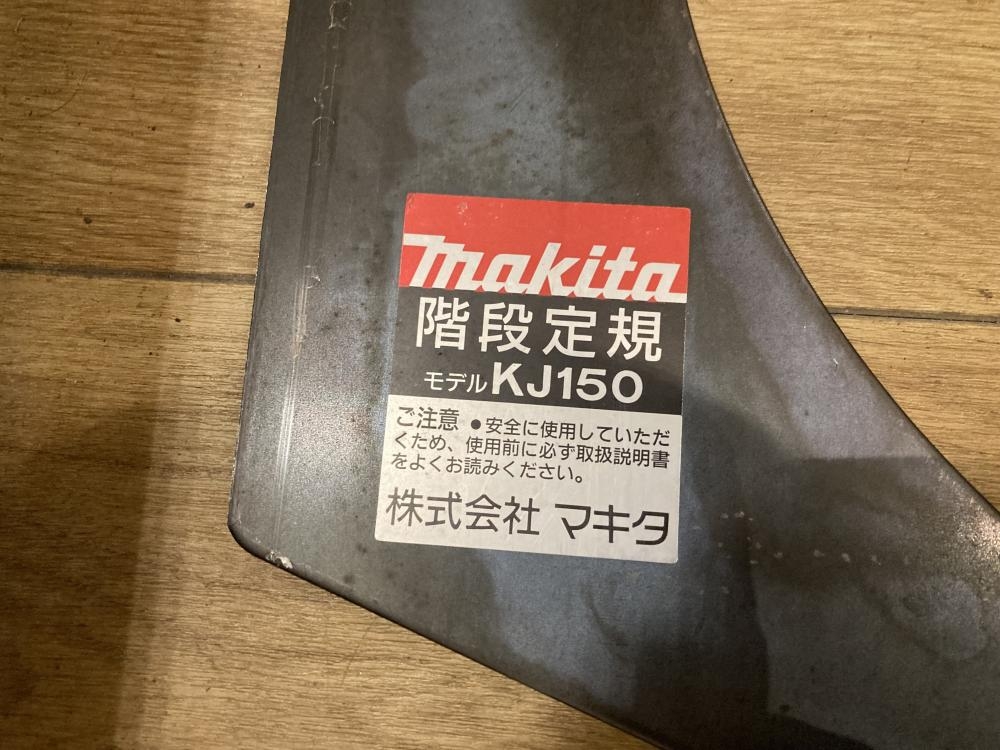 makita
階段定規
モデルKJ150
ご注意 ●安全に使用していただ
くため、使用前に必ず取扱説明書
をよくお読みください。
株式会社 マキタ